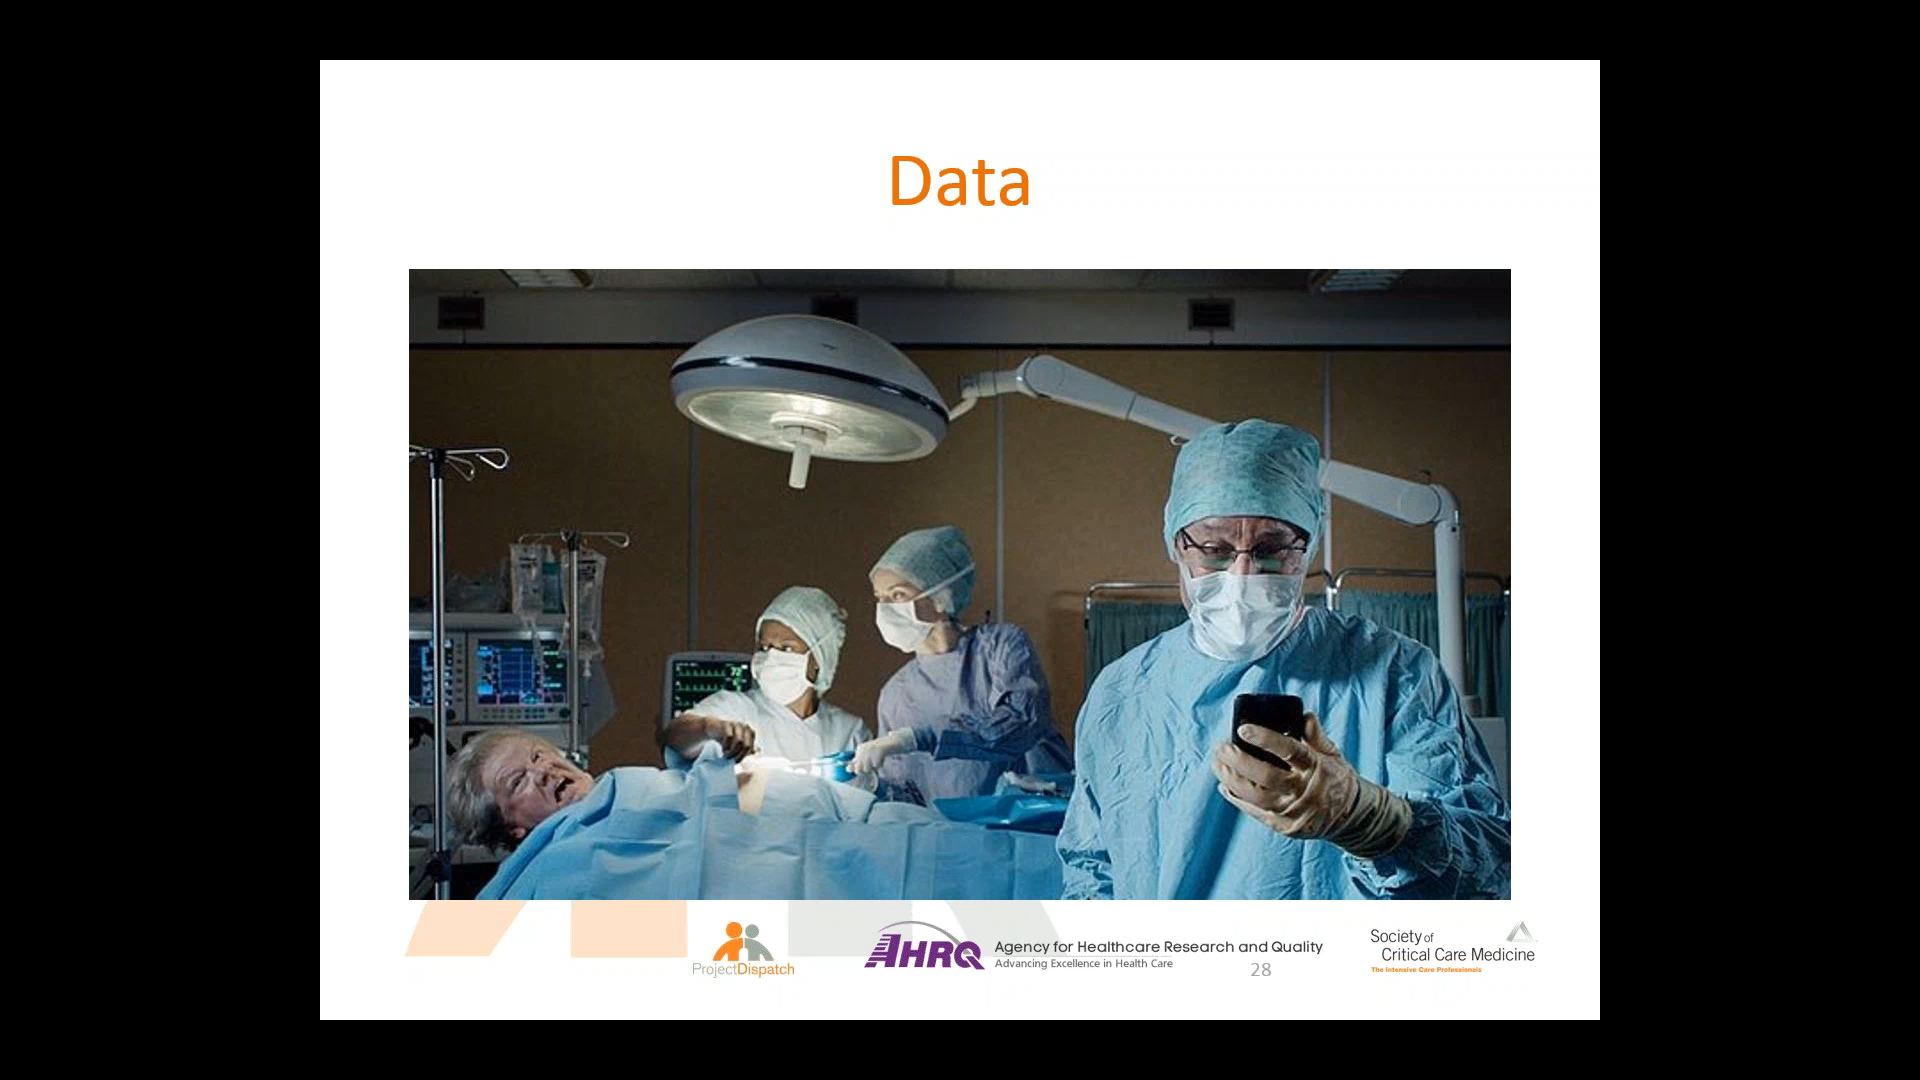 Data
ProjectDispatch
AHRQ
Agency for Healthcare Research and Quality
Advancing Excellence in Health Care
28
Society of
Critical Care Medicine
The Intensive Care Professionals